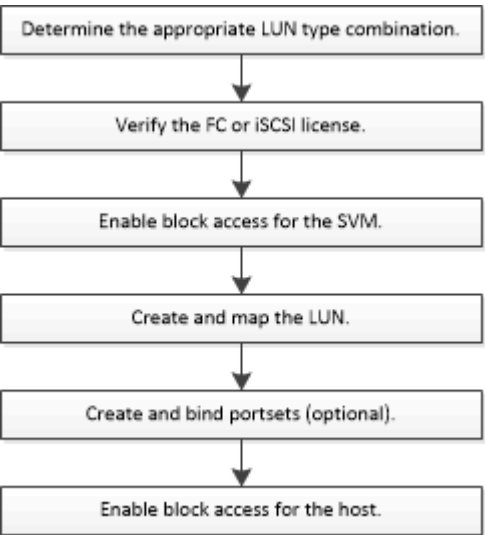 Determine the appropriate LUN type combination.
Verify the FC or iSCSI license.
Enable block access for the SVM.
Create and map the LUN.
Create and bind portsets (optional).
Enable block access for the host.